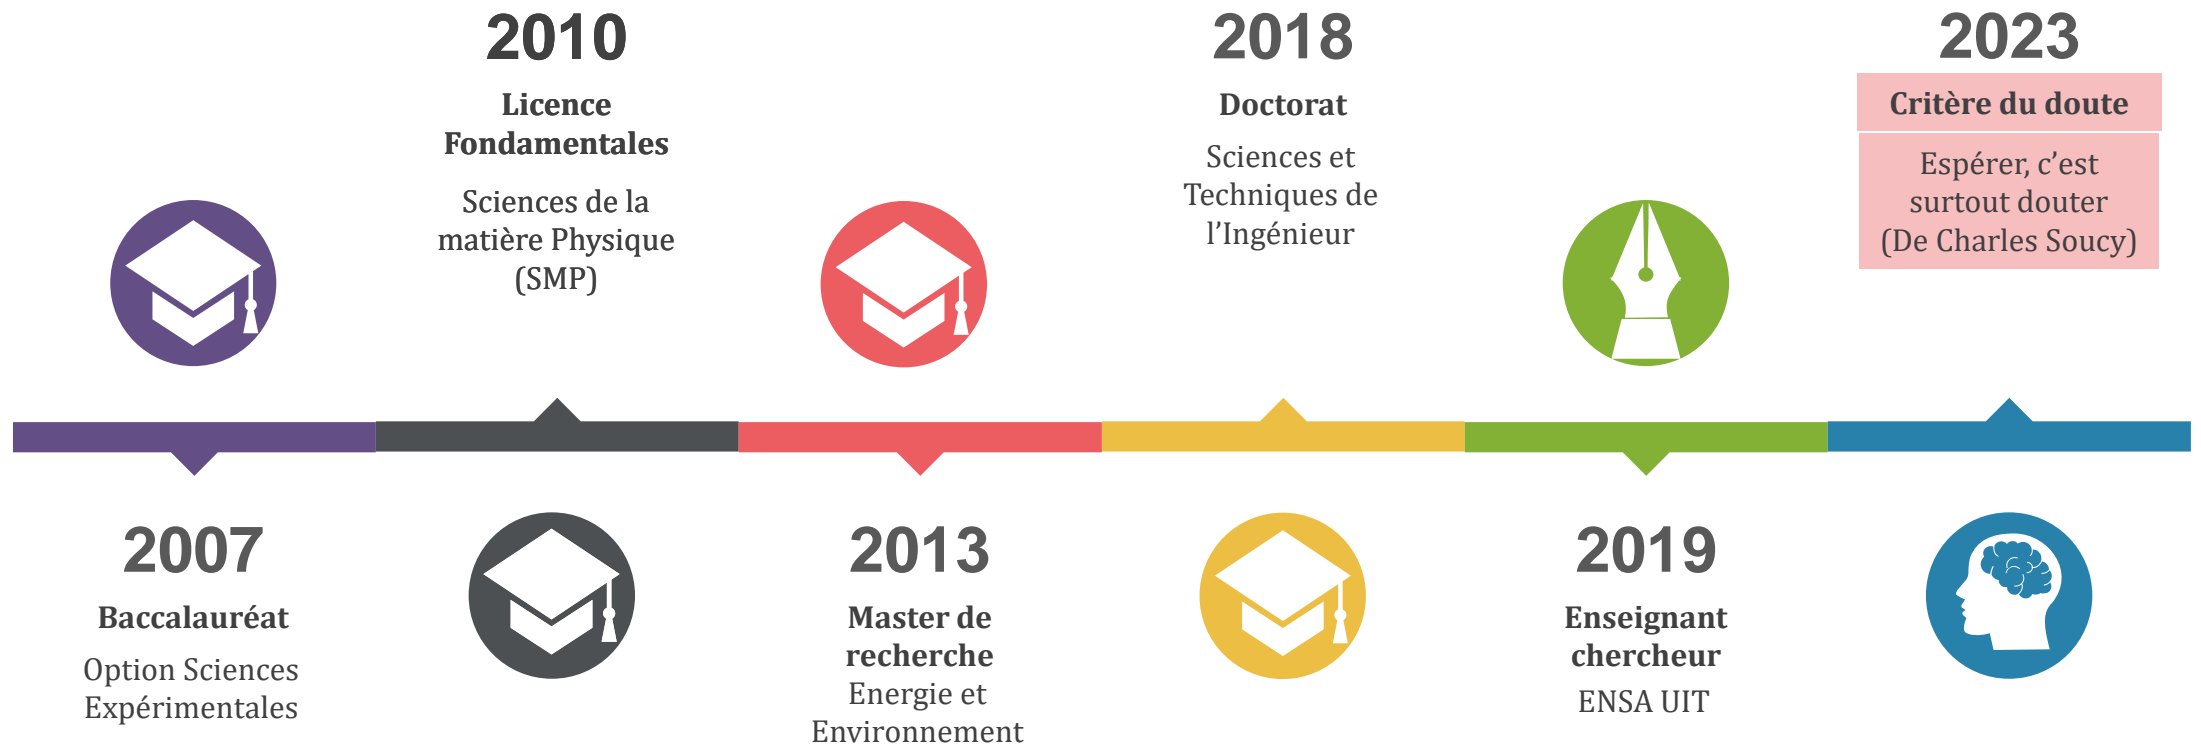 2010
Licence
Fondamentales
Sciences de la
matière Physique
(SMP)
2018
Doctorat
Sciences et
Techniques de
l’Ingénieur
2023
Critère du doute
Espérer, c’est
surtout douter
(De Charles Soucy)
2007
Baccalauréat
Option Sciences
Expérimentales
2013
Master de
recherche
Energie et
Environnement
2019
Enseignant
chercheur
ENSA UIT